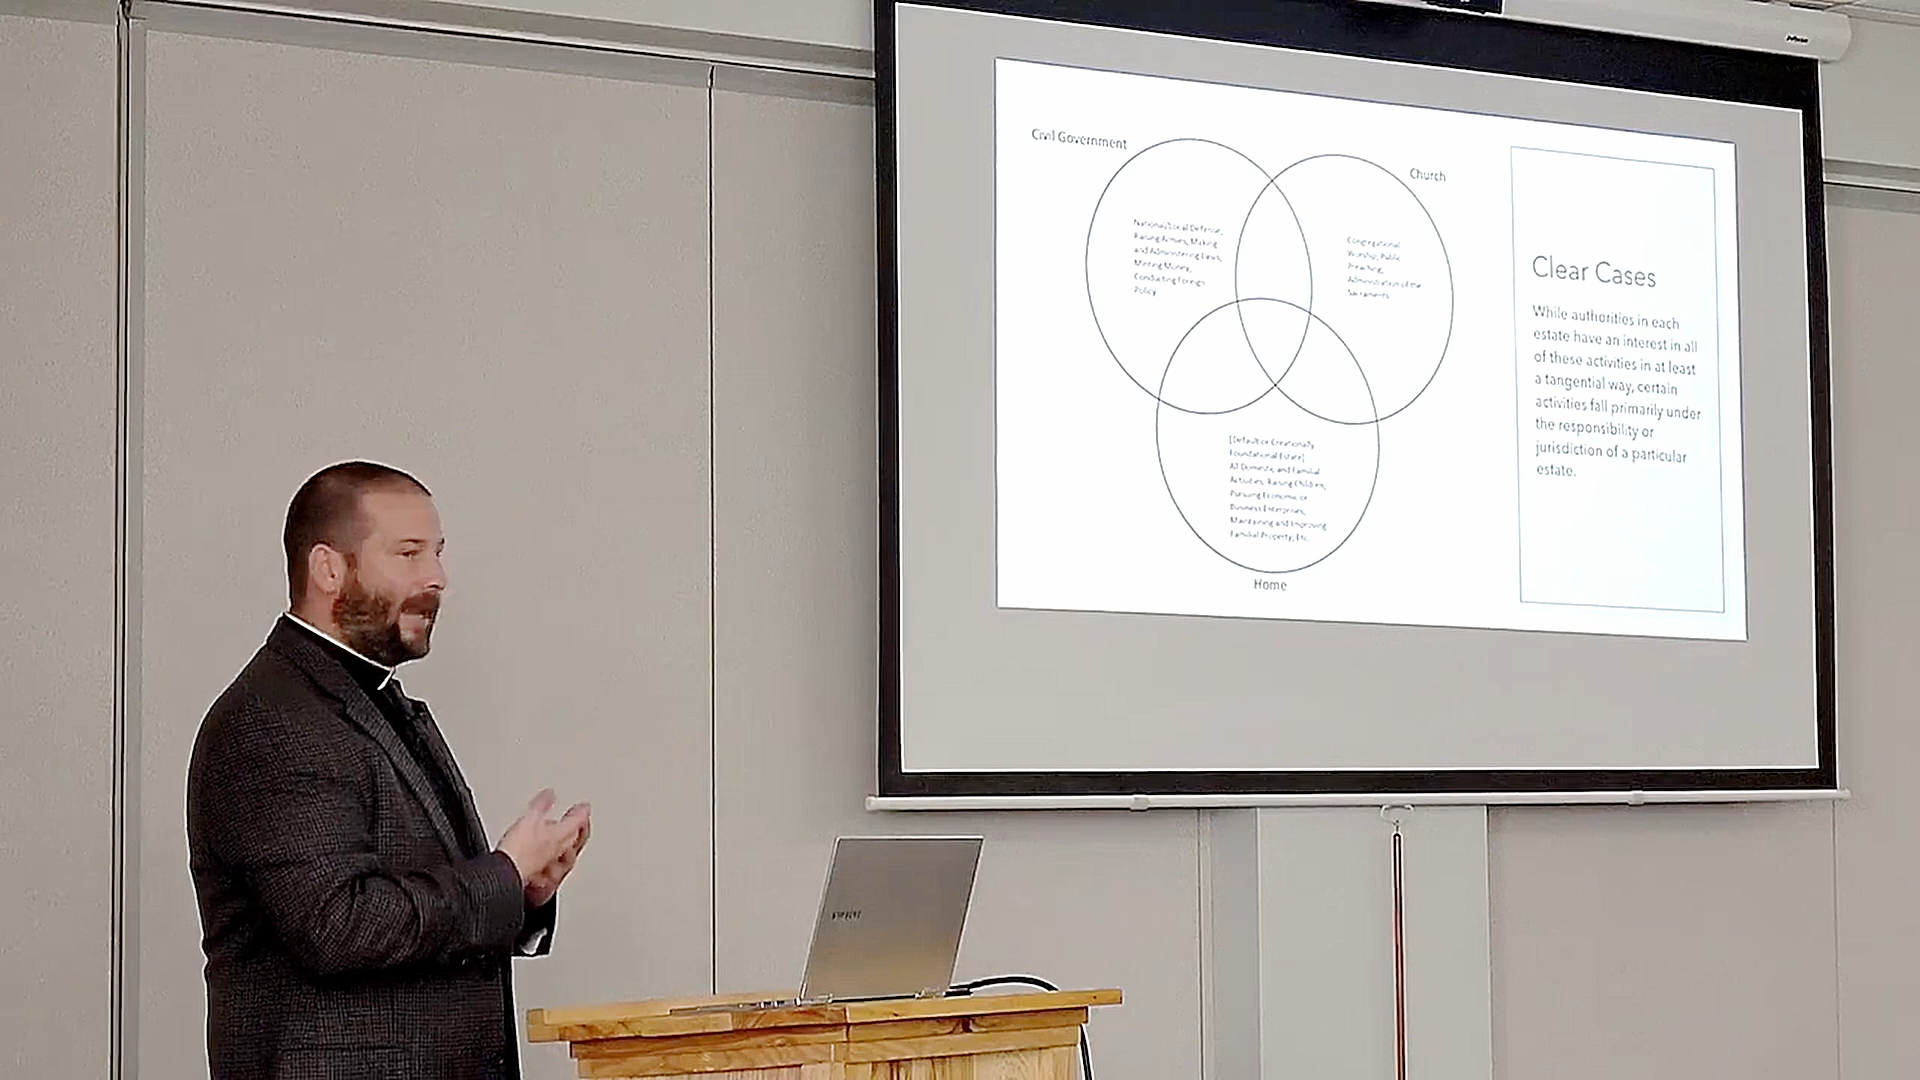 Civil Government
Church
National/Local Defense,
Raising Armies, Making
and Administering Laws,
Minting Money,
Conducting Foreign
Policy
Congregational
Worship, Public
Preaching,
Administration of the
Sacraments
[Default or Creationally
Foundational Estate]
All Domestic and Familial
Activities: Raising Children,
Pursuing Economic or
Business Enterprises,
Maintaining and Improving
Familial Property, Etc.
Home
Clear Cases
While authorities in each
estate have an interest in all
of these activities in at least
a tangential way, certain
activities fall primarily under
the responsibility or
jurisdiction of a particular
estate.